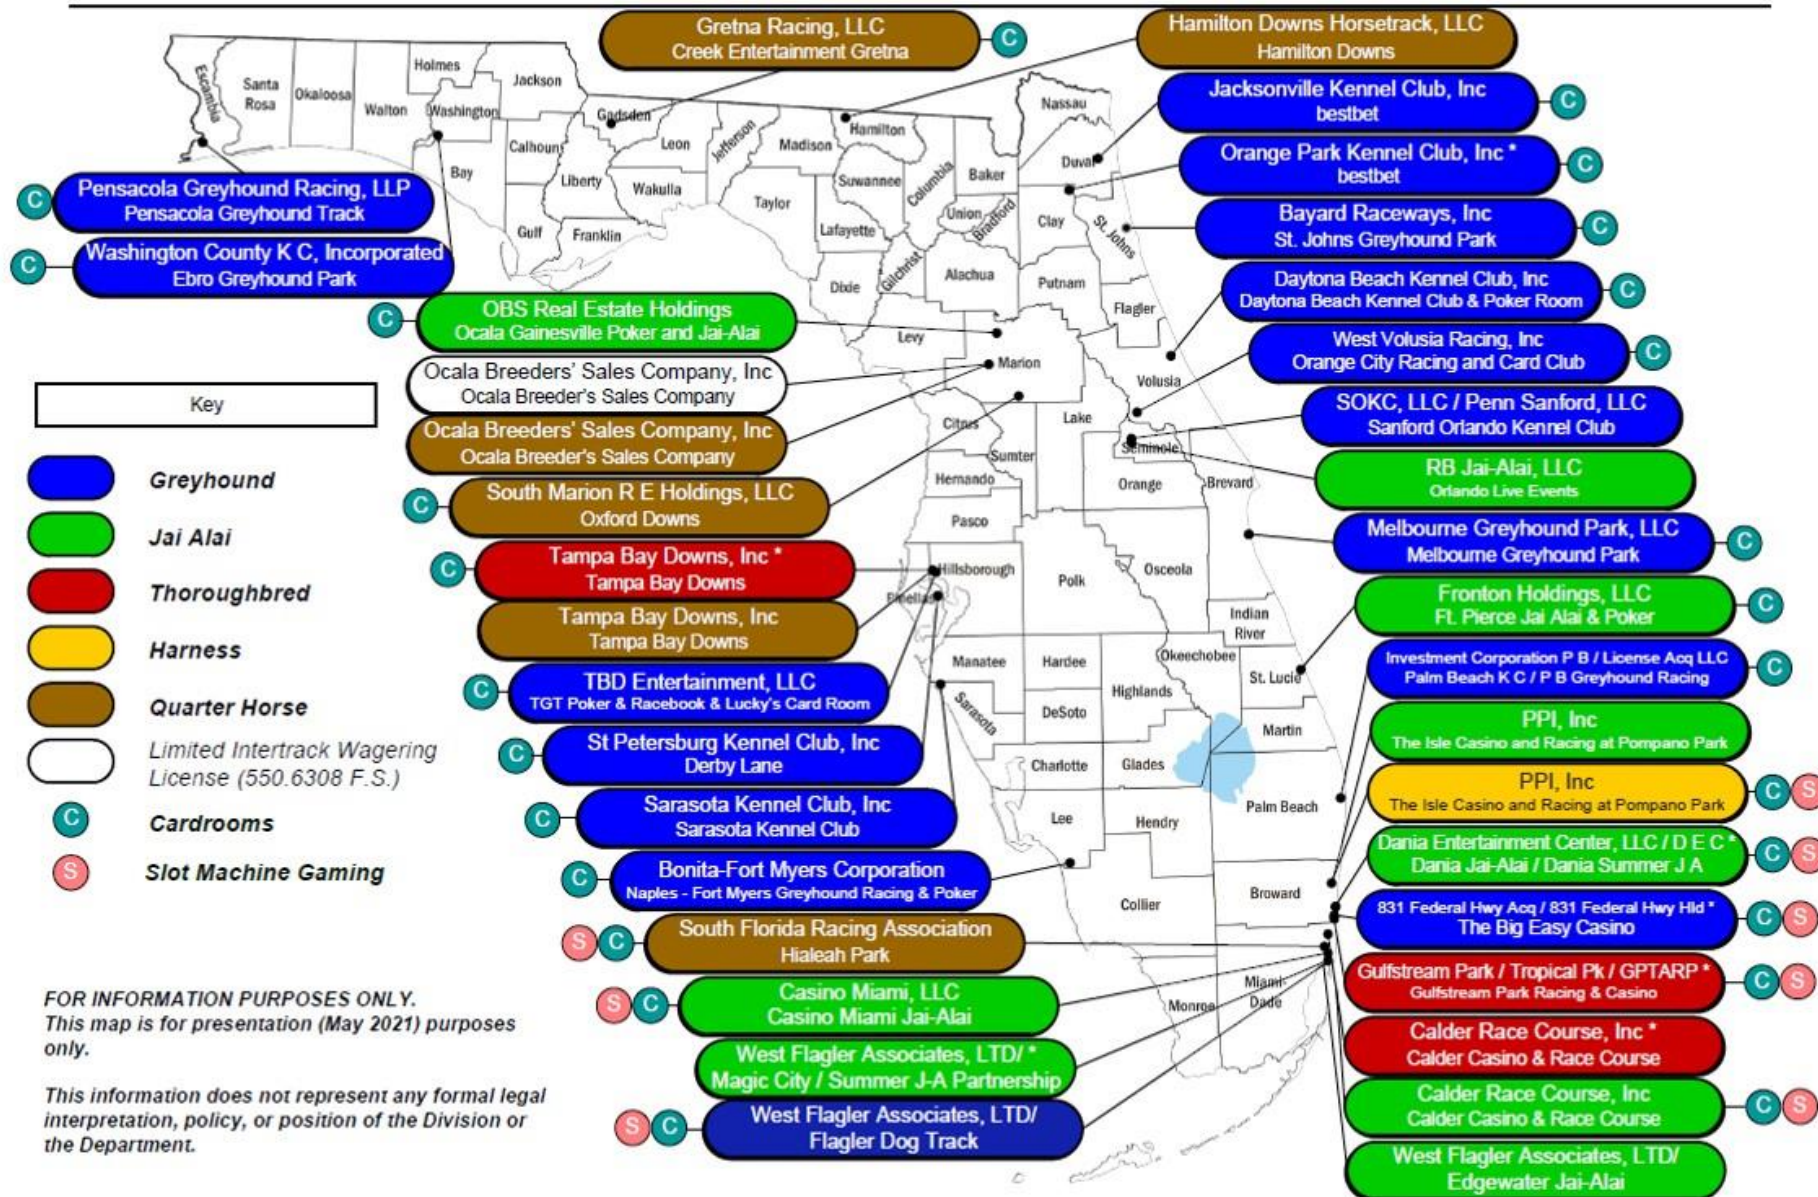 Gretna Racing, LLC
Creek Entertainment Gretna
C
Hamilton Downs Horsetrack, LLC
Hamilton Downs
Jacksonville Kennel Club, Inc
bestbet
C
Orange Park Kennel Club, Inc *
bestbet
C
Bayard Raceways, Inc
St. Johns Greyhound Park
C
Daytona Beach Kennel Club, Inc
Daytona Beach Kennel Club & Poker Room
C
West Volusia Racing, Inc
Orange City Racing and Card Club
C
SOKC, LLC / Penn Sanford, LLC
Sanford Orlando Kennel Club
RB Jai-Alai, LLC
Orlando Live Events
Melbourne Greyhound Park, LLC
Melbourne Greyhound Park
C
Fronton Holdings, LLC
Ft. Pierce Jai Alai & Poker
C
Investment Corporation P B / License Acq LLC
Palm Beach K C / P B Greyhound Racing
C
PPI, Inc
The Isle Casino and Racing at Pompano Park
PPI, Inc
The Isle Casino and Racing at Pompano Park
C S
Dania Entertainment Center, LLC / D E C *
Dania Jai-Alai / Dania Summer J A
C S
831 Federal Hwy Acq / 831 Federal Hwy Hld *
The Big Easy Casino
C S
Gulfstream Park / Tropical Pk / GPTARP *
Gulfstream Park Racing & Casino
C S
Calder Race Course, Inc *
Calder Casino & Race Course
Calder Race Course, Inc
Calder Casino & Race Course
C S
West Flagler Associates, LTD/
Edgewater Jai-Alai
C
Pensacola Greyhound Racing, LLP
Pensacola Greyhound Track
C
Washington County K C, Incorporated
Ebro Greyhound Park
C
OBS Real Estate Holdings
Ocala Gainesville Poker and Jai-Alai
Ocala Breeders' Sales Company, Inc
Ocala Breeder's Sales Company
Ocala Breeders' Sales Company, Inc
Ocala Breeder's Sales Company
C
South Marion R E Holdings, LLC
Oxford Downs
C
Tampa Bay Downs, Inc *
Tampa Bay Downs
Tampa Bay Downs, Inc
Tampa Bay Downs
C
TBD Entertainment, LLC
TGT Poker & Racebook & Lucky's Card Room
C
St Petersburg Kennel Club, Inc
Derby Lane
C
Sarasota Kennel Club, Inc
Sarasota Kennel Club
C
Bonita-Fort Myers Corporation
Naples - Fort Myers Greyhound Racing & Poker
S C
South Florida Racing Association
Hialeah Park
S C
Casino Miami, LLC
Casino Miami Jai-Alai
West Flagler Associates, LTD/ *
Magic City / Summer J-A Partnership
S C
West Flagler Associates, LTD/
Flagler Dog Track
Escambia
Santa
Rosa
Okaloosa
Walton
Holmes
Washington
Jackson
Bay
Calhoun
Gulf
Gadsden
Liberty
Franklin
Leon
Wakulla
Jefferson
Madison
Taylor
Hamilton
Suwannee
Lafayette
Dixie
Columbia
Gilchrist
Baker
Union
Bradford
Alachua
Nassau
Duval
Clay
St. Johns
Putnam
Flagler
Levy
Marion
Volusia
Citrus
Lake
Sumter
Seminole
Hernando
Orange
Brevard
Pasco
Hillsborough
Pinellas
Polk
Osceola
Indian
River
Manatee
Hardee
Okeechobee
St. Lucie
Highlands
Sarasota
DeSoto
Martin
Charlotte
Glades
Palm Beach
Lee
Hendry
Broward
Collier
Monroe
Miami-
Dade
Key
Greyhound
Jai Alai
Thoroughbred
Harness
Quarter Horse
Limited Intertrack Wagering
License (550.6308 F.S.)
C Cardrooms
S Slot Machine Gaming
FOR INFORMATION PURPOSES ONLY.
This map is for presentation (May 2021) purposes
only.
This information does not represent any formal legal
interpretation, policy, or position of the Division or
the Department.